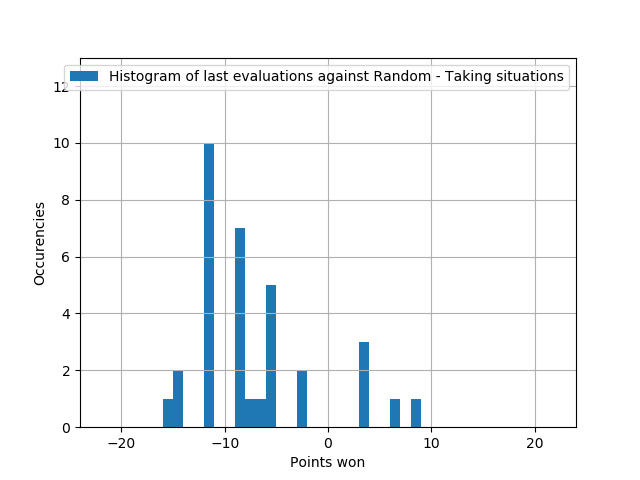 Histogram of last evaluations against Random - Taking situations
12
10
8
6
4
2
0
Occurencies
−20 −10 0 10 20
Points won